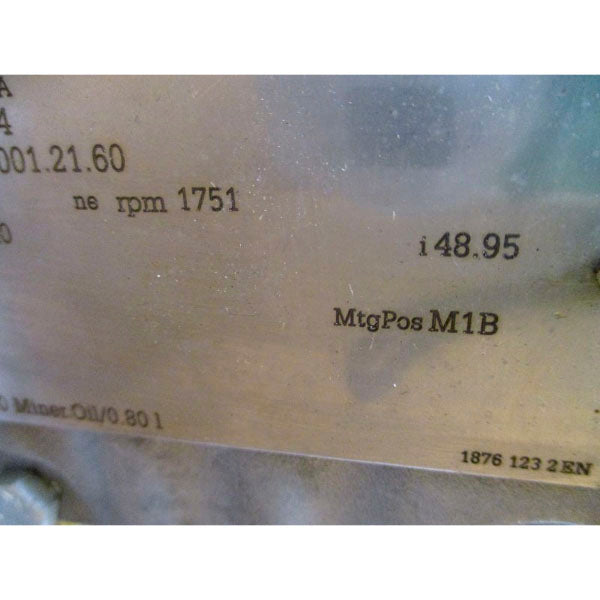 A
4
001.21.60
ne rpm 1751
0
i 48.95
MtgPos M1B
0 Miner.Oil/0.80 l
1876 123 2 EN